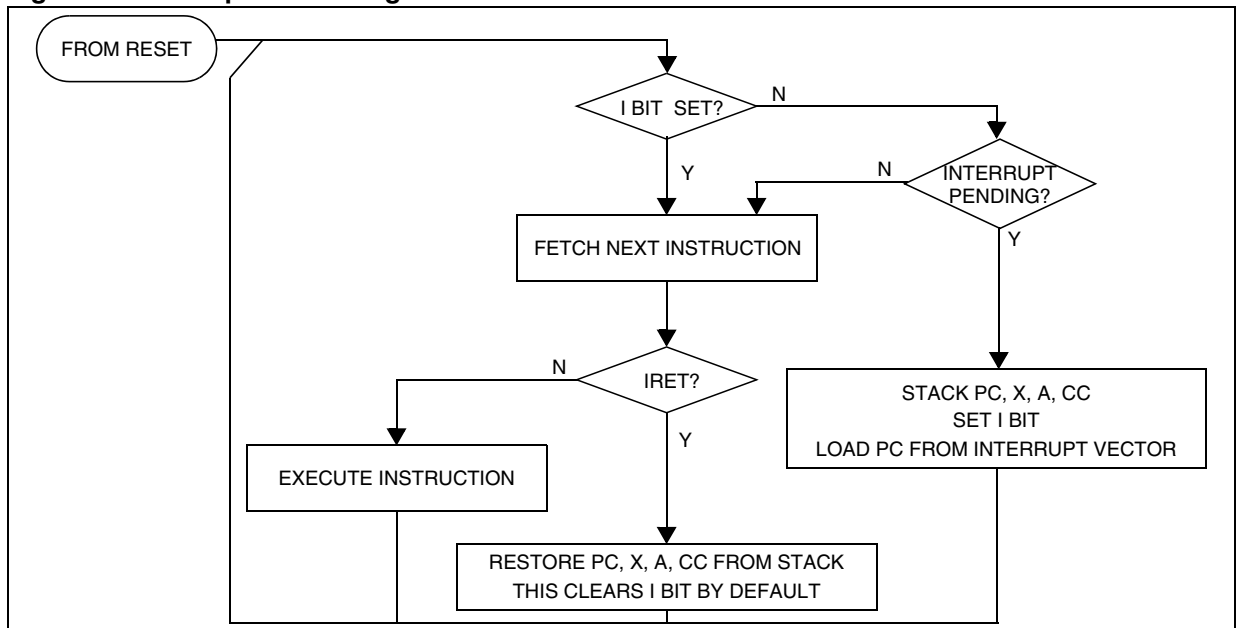 FROM RESET
I BIT SET?
N
Y
N
INTERRUPT
PENDING?
Y
FETCH NEXT INSTRUCTION
N
IRET?
Y
STACK PC, X, A, CC
SET I BIT
LOAD PC FROM INTERRUPT VECTOR
EXECUTE INSTRUCTION
RESTORE PC, X, A, CC FROM STACK
THIS CLEARS I BIT BY DEFAULT